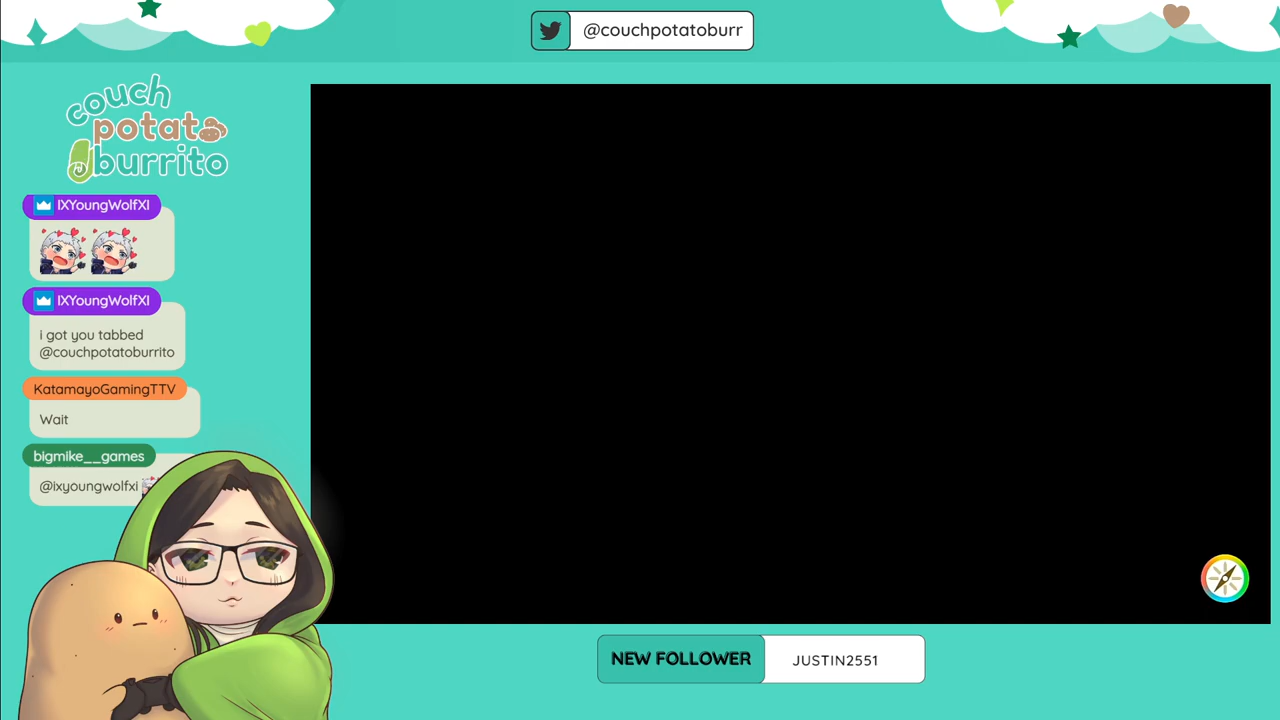 @couchpotatoburr
couch
potato
burrito
IXYoungWolfXI
IXYoungWolfXI
i got you tabbed
@couchpotatoburrito
KatamayoGamingTTV
Wait
bigmike__games
@ixyoungwolfxi
NEW FOLLOWER
JUSTIN2551